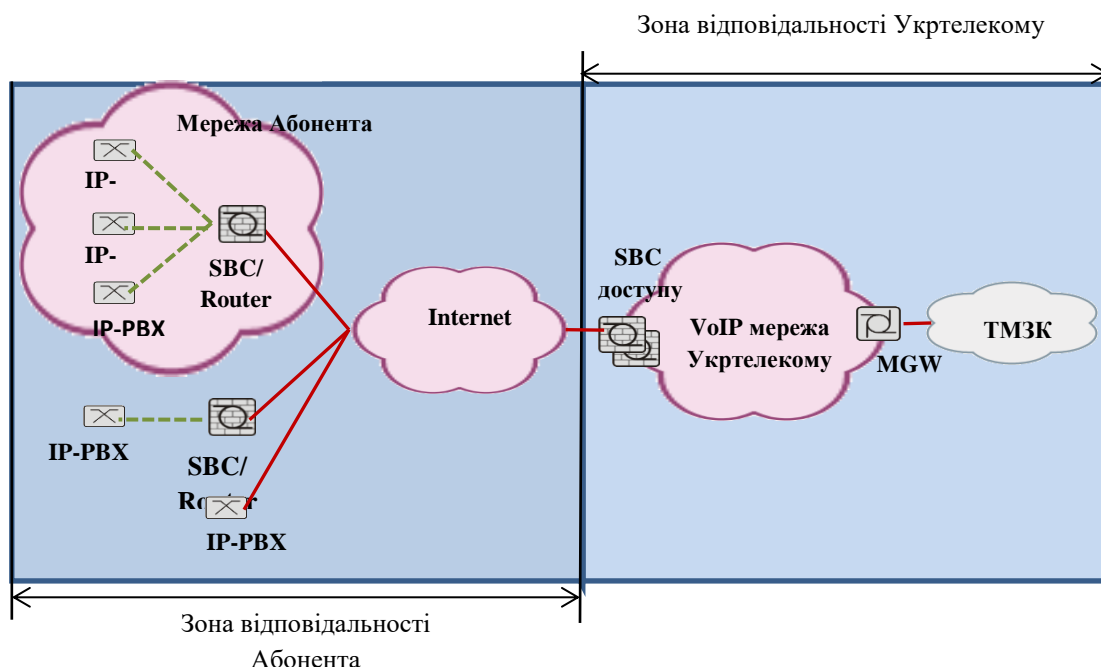 Зона відповідальності Укртелекому
Мережа Абонента
IP-
IP-
IP-PBX
SBC/
Router
Internet
SBC
доступу
VoIP мережа
Укртелекому
MGW
ТМЗК
IP-PBX
SBC/
Router
IP-PBX
Зона відповідальності
Абонента